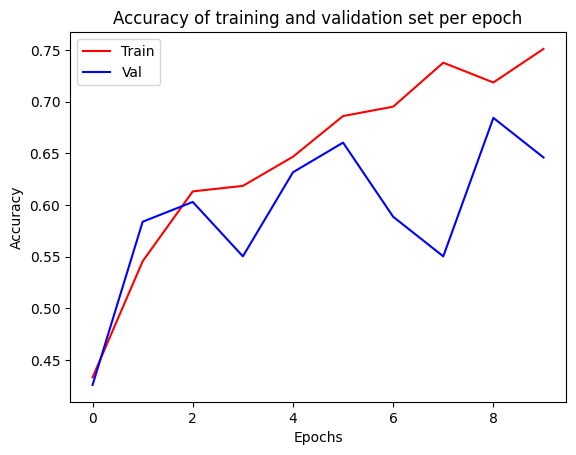 Accuracy of training and validation set per epoch
Train
Val
0.75
0.70
0.65
0.60
0.55
0.50
0.45
Accuracy
0 2 4 6 8
Epochs